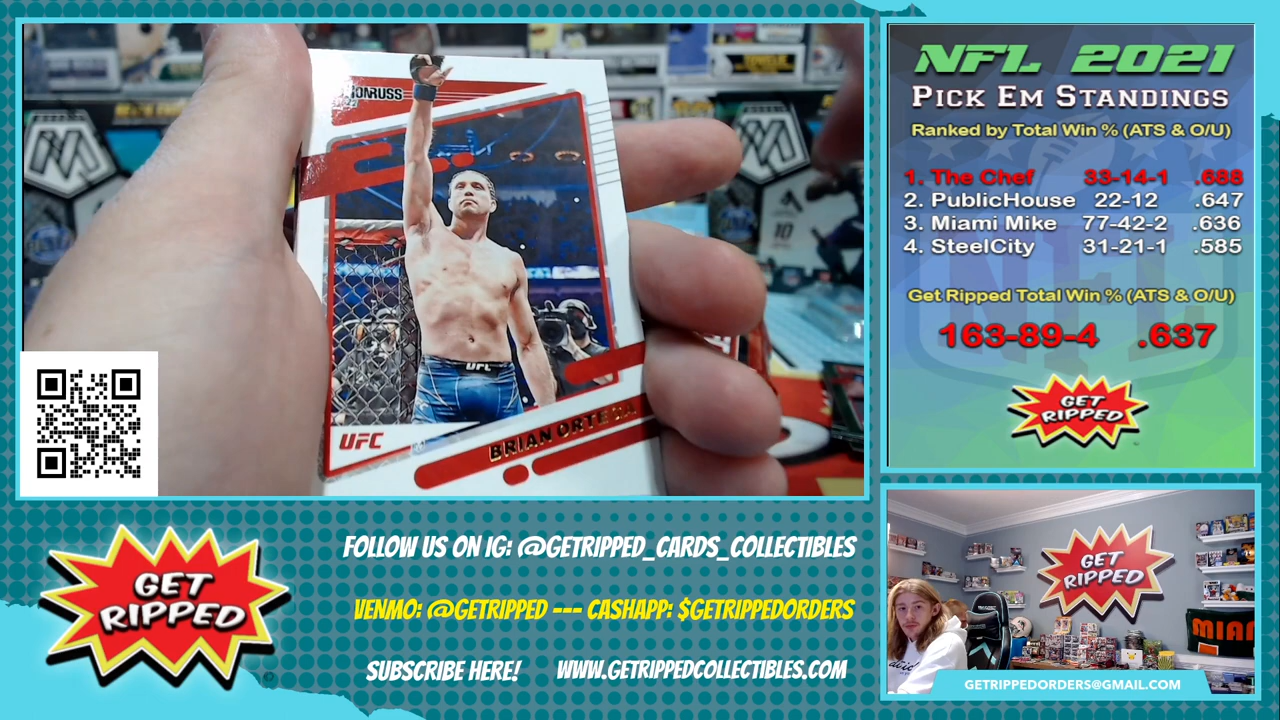 DONRUSS
UFC
UFC
BRIAN ORTEGA
NFL 2021
PICK EM STANDINGS
Ranked by Total Win % (ATS & O/U)
1. The Chef 33-14-1 .688
2. PublicHouse 22-12 .647
3. Miami Mike 77-42-2 .636
4. SteelCity 31-21-1 .585
Get Ripped Total Win % (ATS & O/U)
163-89-4 .637
GET
RIPPED
GET
RIPPED
FOLLOW US ON IG: @GETRIPPED_CARDS_COLLECTIBLES
VENMO: @GETRIPPED --- CASHAPP: $GETRIPPEDORDERS
SUBSCRIBE HERE! WWW.GETRIPPEDCOLLECTIBLES.COM
GET
RIPPED
MIAMI
GETRIPPEDORDERS@GMAIL.COM